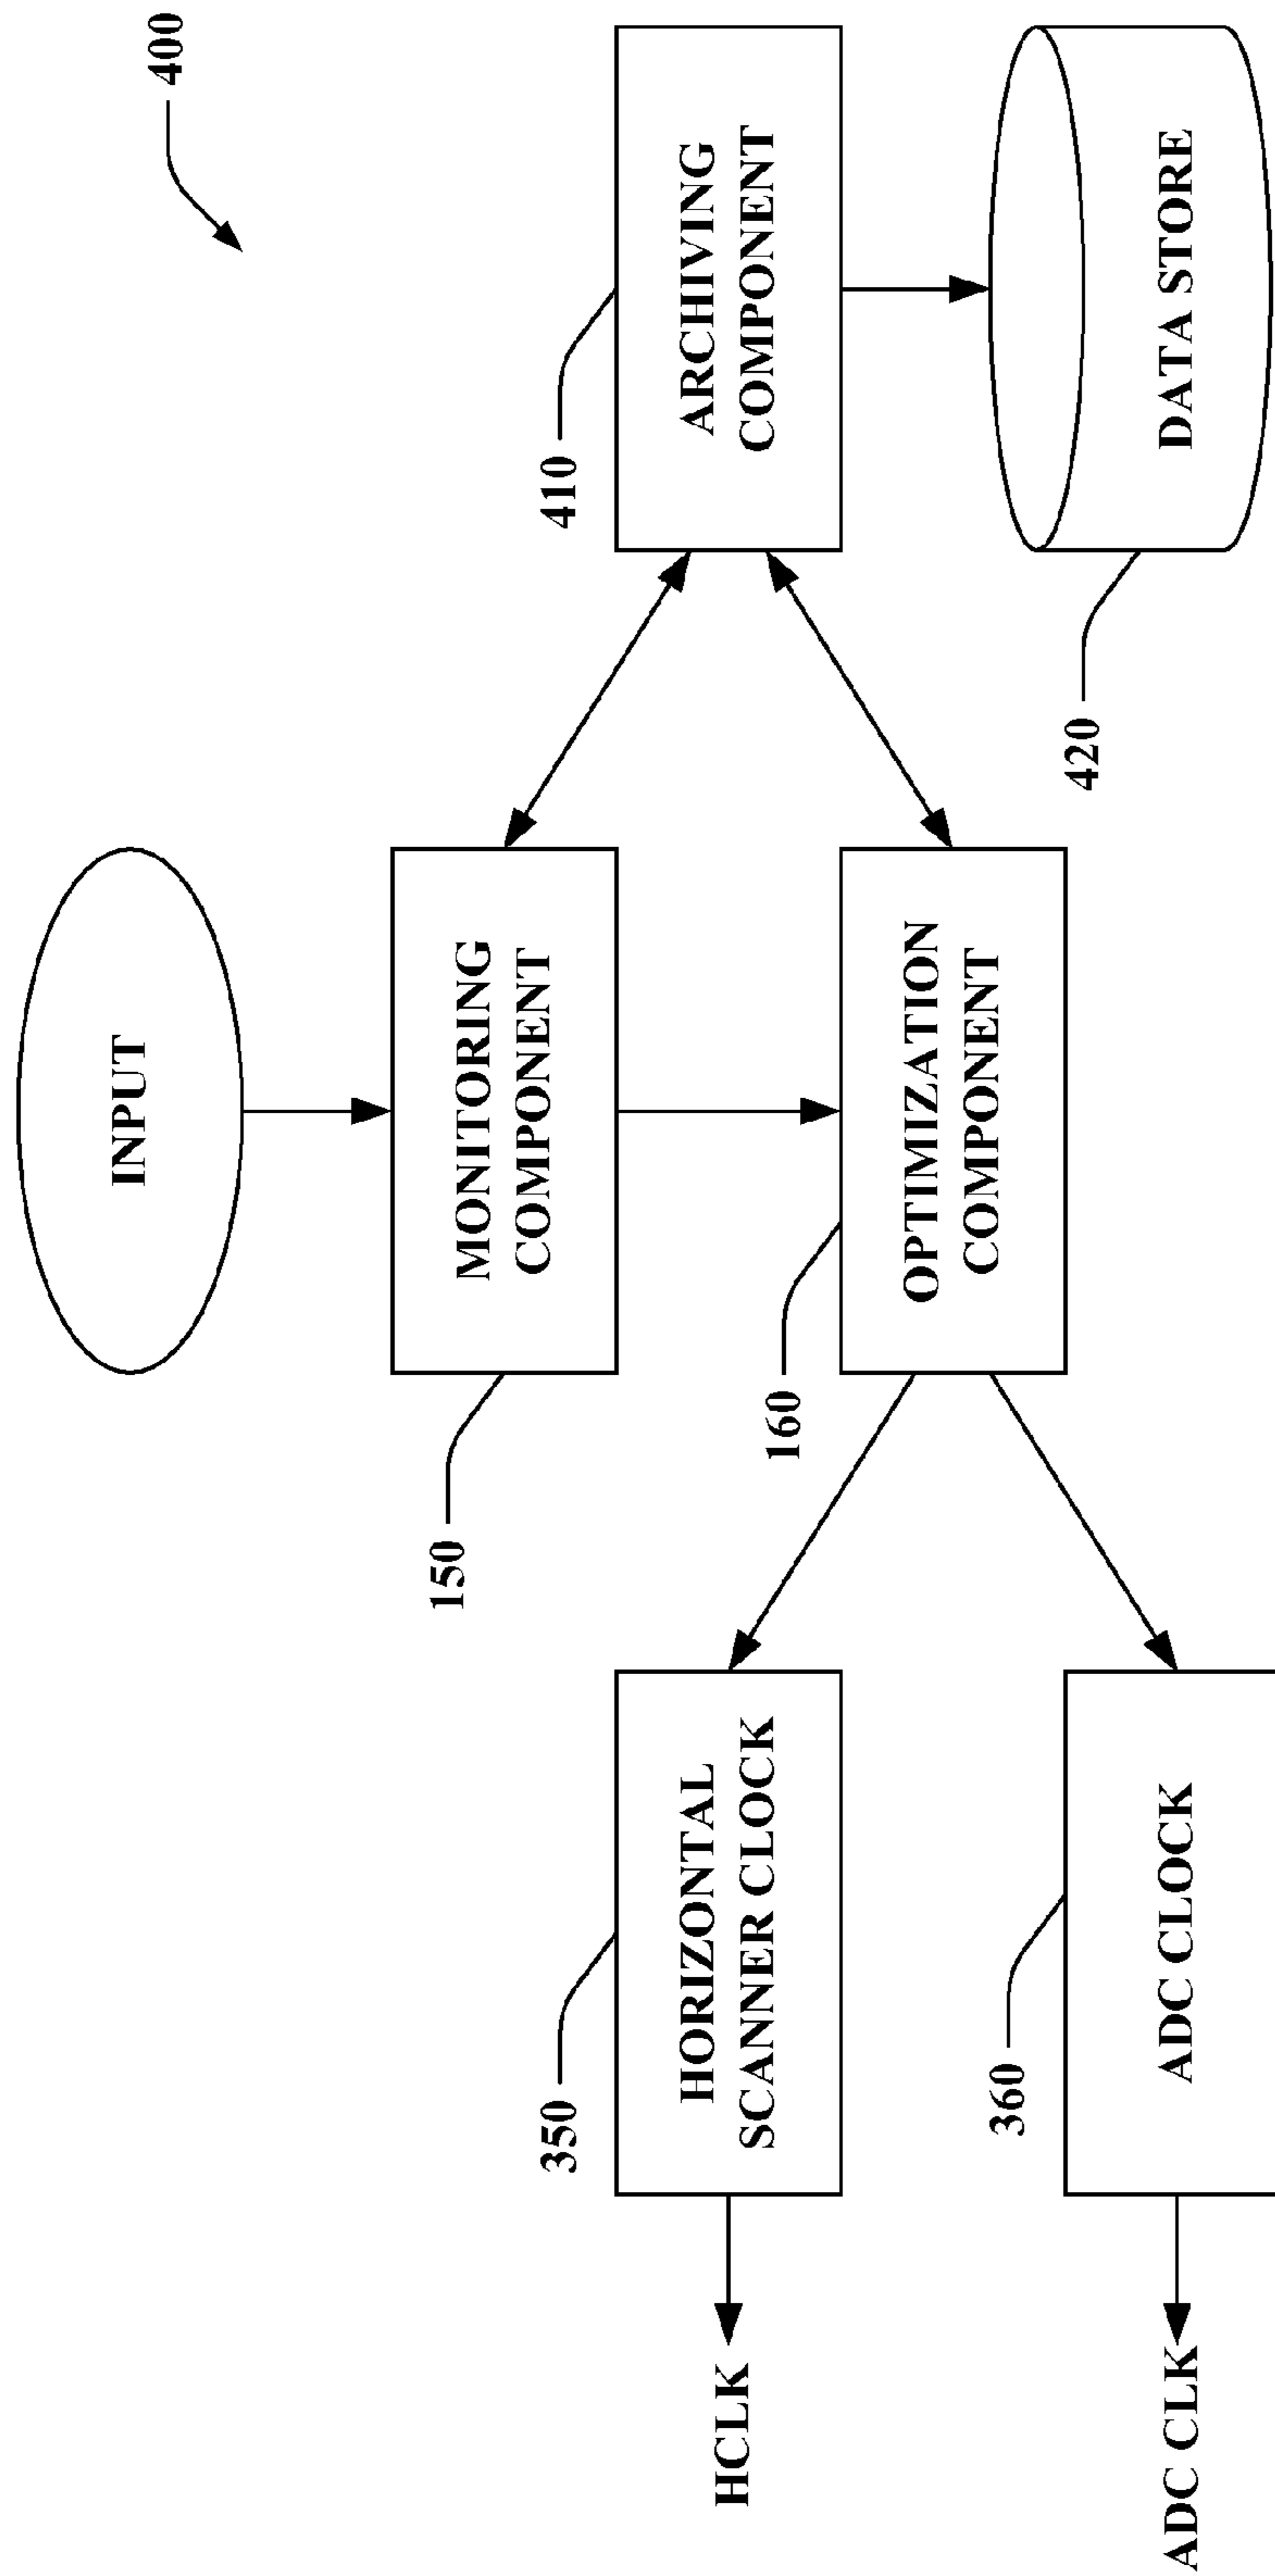 400
INPUT
MONITORING
COMPONENT
150
410
ARCHIVING
COMPONENT
160
OPTIMIZATION
COMPONENT
420
DATA STORE
350
HORIZONTAL
SCANNER CLOCK
HCLK
360
ADC CLOCK
ADC CLK